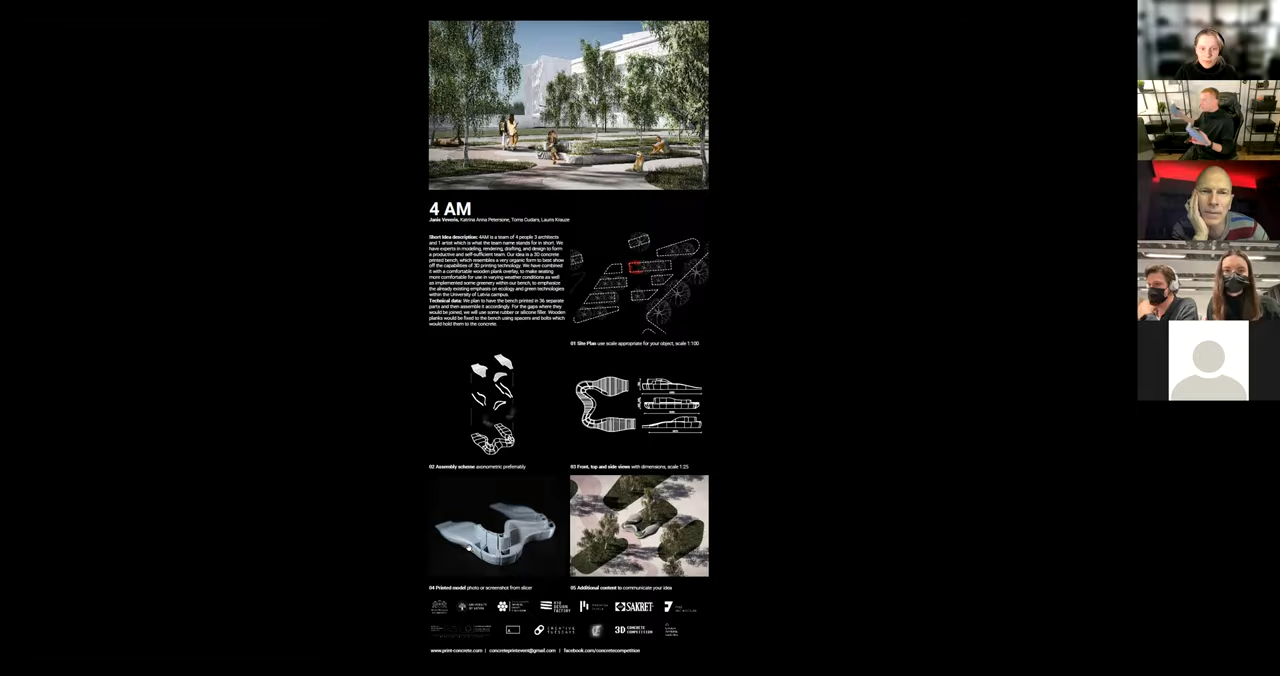 4 AM
Janis Veveris, Katrina Anna Petersone, Toms Cudars, Lauris Krauze
Short Idea description: 4AM is a team of 4 people 3 architects
and 1 artist which is what the team name stands for in short. We
have experts in modeling, rendering, drafting, and design to form
a productive and self-sufficient team. Our idea is a 3D concrete
printed bench, which resembles a very organic form to best show
off the capabilities of 3D printing technology. We have combined
it with a comfortable wooden plank overlay, to make seating
more comfortable for use in varying weather conditions as well
as implemented some greenery within our bench, to emphasize
the already existing emphasis on ecology and green technologies
within the University of Latvia campus.
Technical data: We plan to have the bench printed in 36 separate
parts and then assemble it accordingly. For the gaps where they
would be joined, we will use some rubber or silicone filler. Wooden
planks would be fixed to the bench using spacers and bolts which
would hold them to the concrete.
01 Site Plan use scale appropriate for your object, scale 1:100
02 Assembly scheme axonometric preferrably
03 Front, top and side views with dimensions, scale 1:25
04 Printed model photo or screenshot from slicer
05 Additional content to communicate your idea
UNIVERSITY OF LATVIA
RTU DESIGN FACTORY
SAKRET
CREATIVE TUESDAYS
3D CONCRETE COMPETITION
www.print-concrete.com | concreteprintevent@gmail.com | facebook.com/concretecompetition